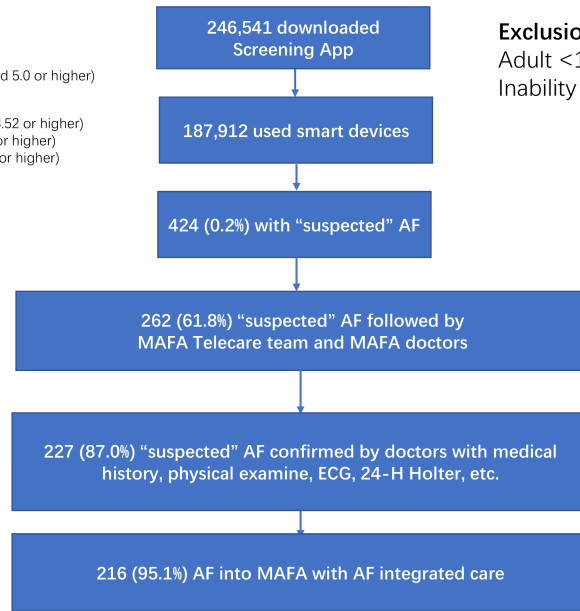 246,541 downloaded
Screening App
d 5.0 or higher)
.52 or higher)
or higher)
or higher)
Exclusio
Adult <1
Inability
187,912 used smart devices
424 (0.2%) with “suspected” AF
262 (61.8%) “suspected” AF followed by
MAFA Telecare team and MAFA doctors
227 (87.0%) “suspected” AF confirmed by doctors with medical
history, physical examine, ECG, 24-H Holter, etc.
216 (95.1%) AF into MAFA with AF integrated care